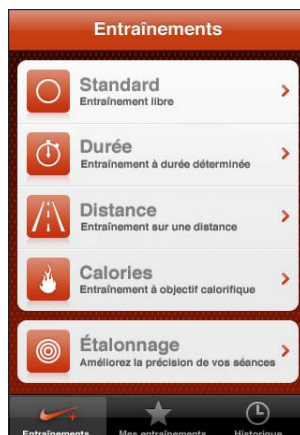 Entraînements
Standard
Entraînement libre
Durée
Entraînement à durée déterminée
Distance
Entraînement sur une distance
Calories
Entraînement à objectif calorifique
Étalonnage
Améliorez la précision de vos séances
Entraînements Mes entraînements Historique